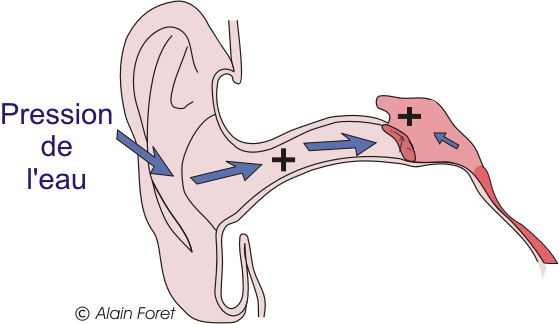 Pression
de
l'eau
+
+
© Alain Foret